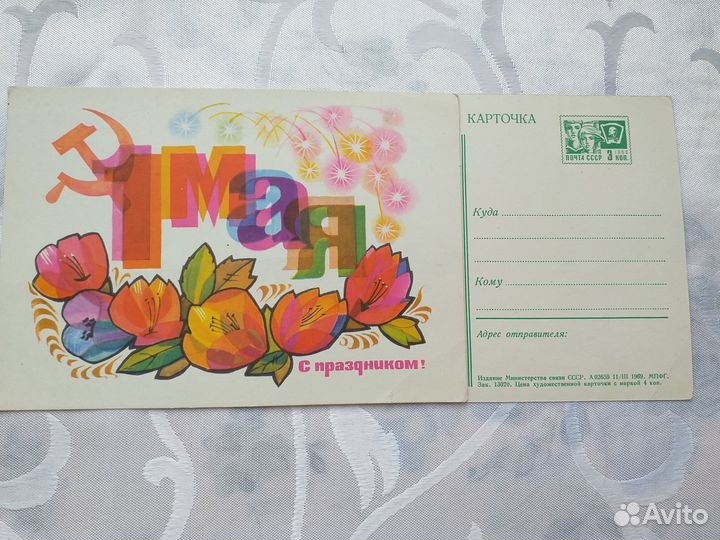 1 Мая
С праздником!
КАРТОЧКА
1966
ПОЧТА СССР 3 КОП.
Куда
Кому
Адрес отправителя:
Издание Министерства связи СССР. А 02659 11/III 1969. МПФГ.
Зак. 13020. Цена художественной карточки с маркой 4 коп.
Avito